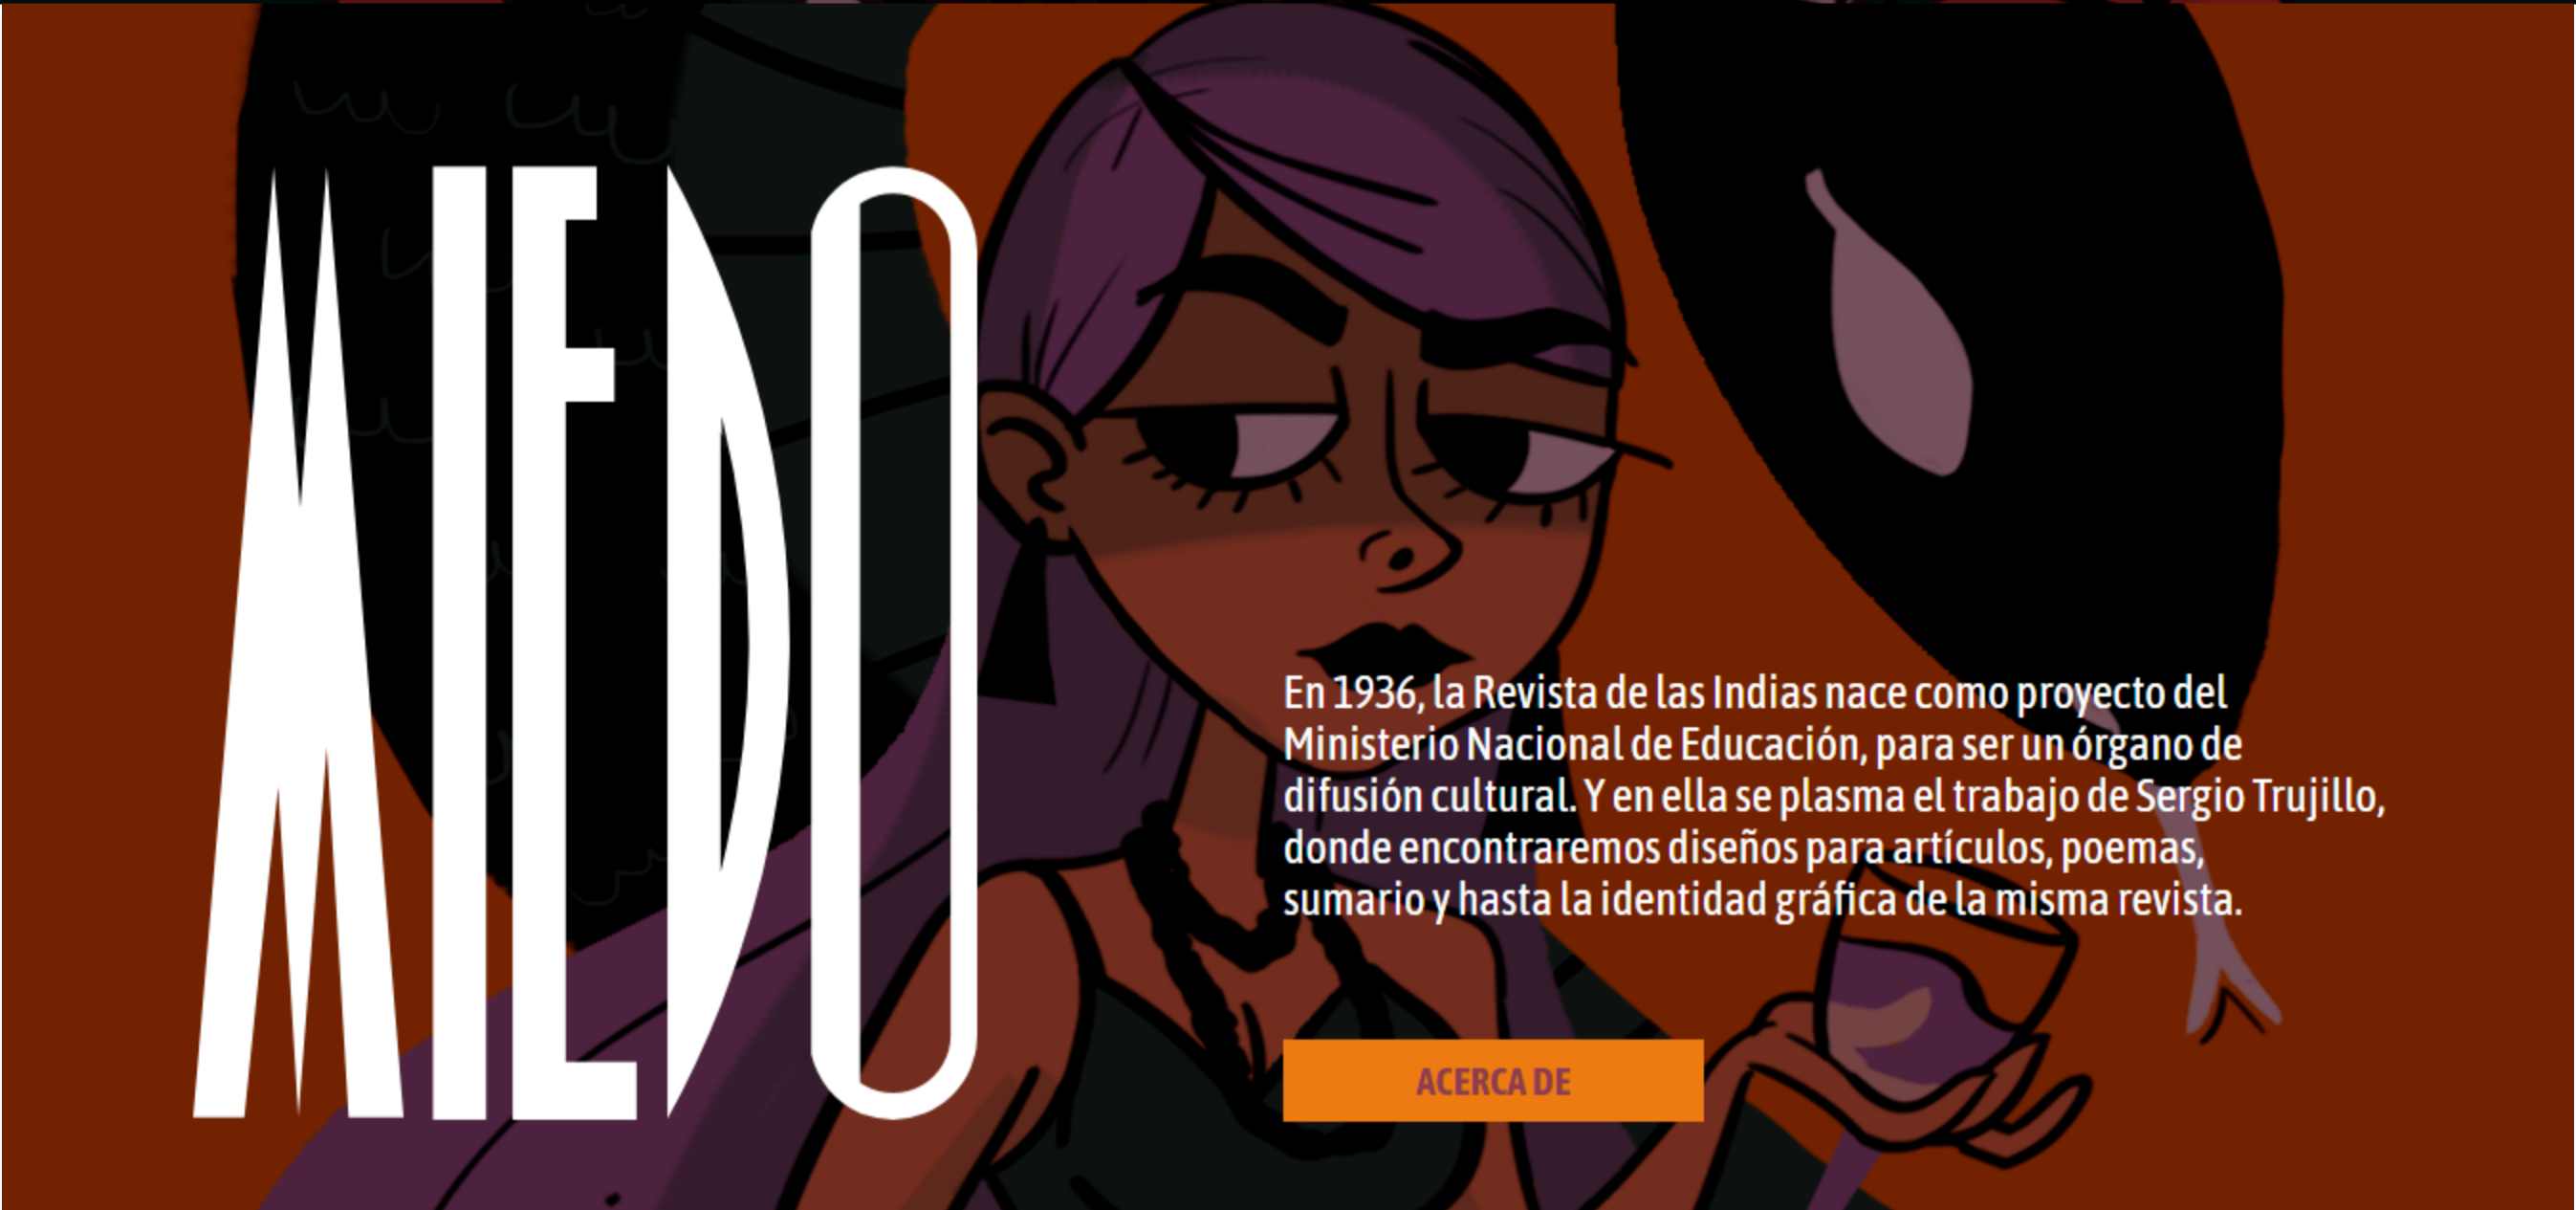 MIEDO
En 1936, la Revista de las Indias nace como proyecto del
Ministerio Nacional de Educación, para ser un órgano de
difusión cultural. Y en ella se plasma el trabajo de Sergio Trujillo,
donde encontraremos diseños para artículos, poemas,
sumario y hasta la identidad gráfica de la misma revista.
ACERCA DE